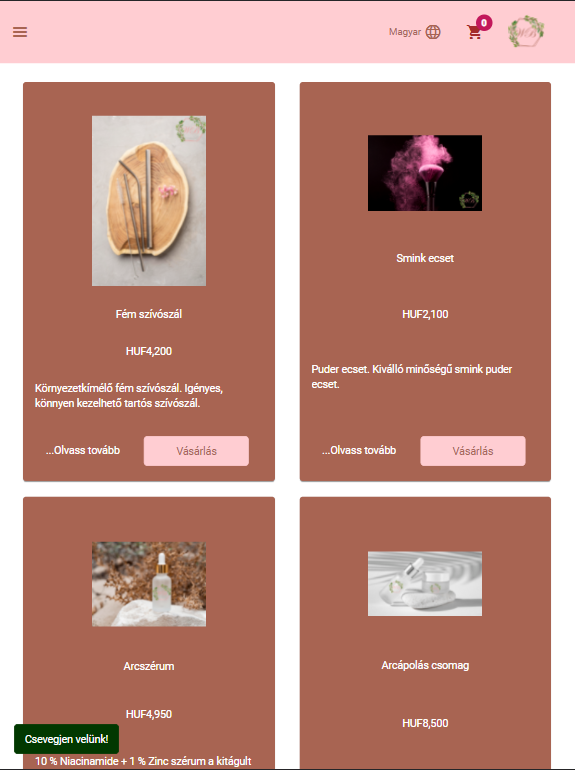 Magyar
0
Fém szívószál
HUF4,200
Környezetkímélő fém szívószál. Igényes,
könnyen kezelhető tartós szívószál.
...Olvass tovább
Vásárlás
Smink ecset
HUF2,100
Puder ecset. Kiválló minőségű smink puder
ecset.
...Olvass tovább
Vásárlás
Arcszérum
HUF4,950
10 % Niacinamide + 1 % Zinc szérum a kitágult
Arcápolás csomag
HUF8,500
Csevegjen velünk!